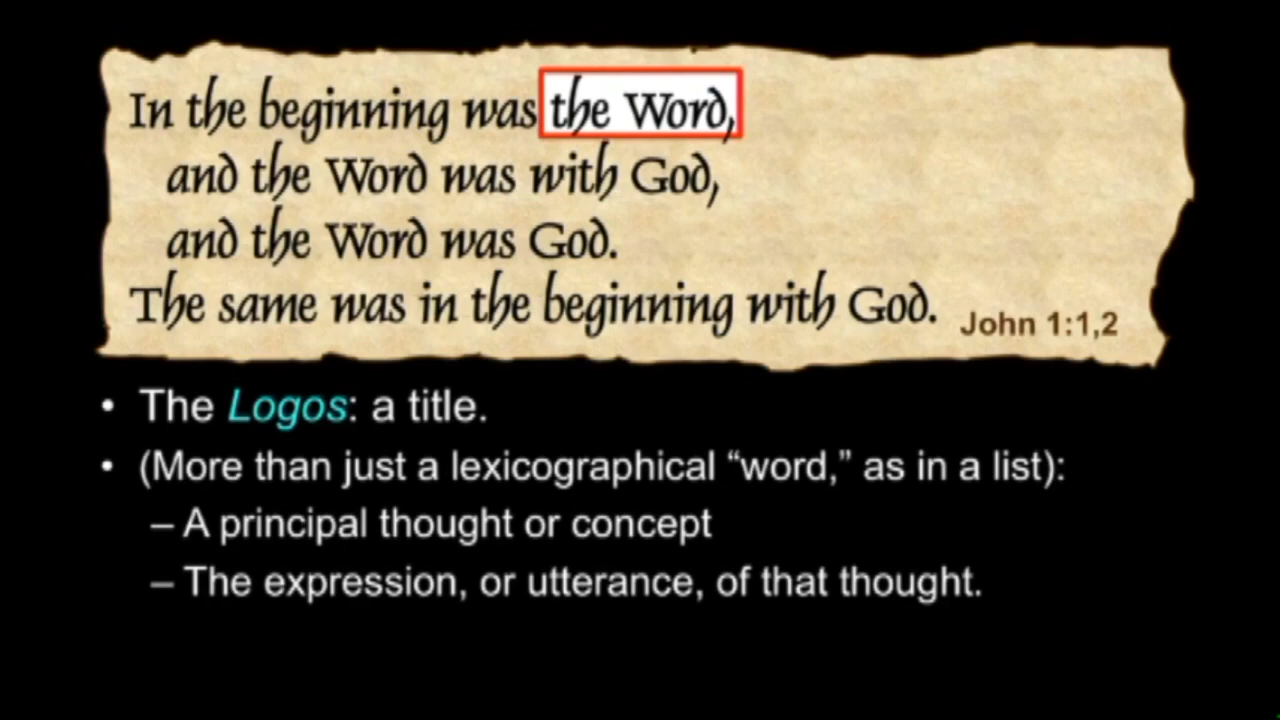 In the beginning was the Word,
and the Word was with God,
and the Word was God.
The same was in the beginning with God.
John 1:1,2
• The Logos: a title.
• (More than just a lexicographical “word,” as in a list):
– A principal thought or concept
– The expression, or utterance, of that thought.